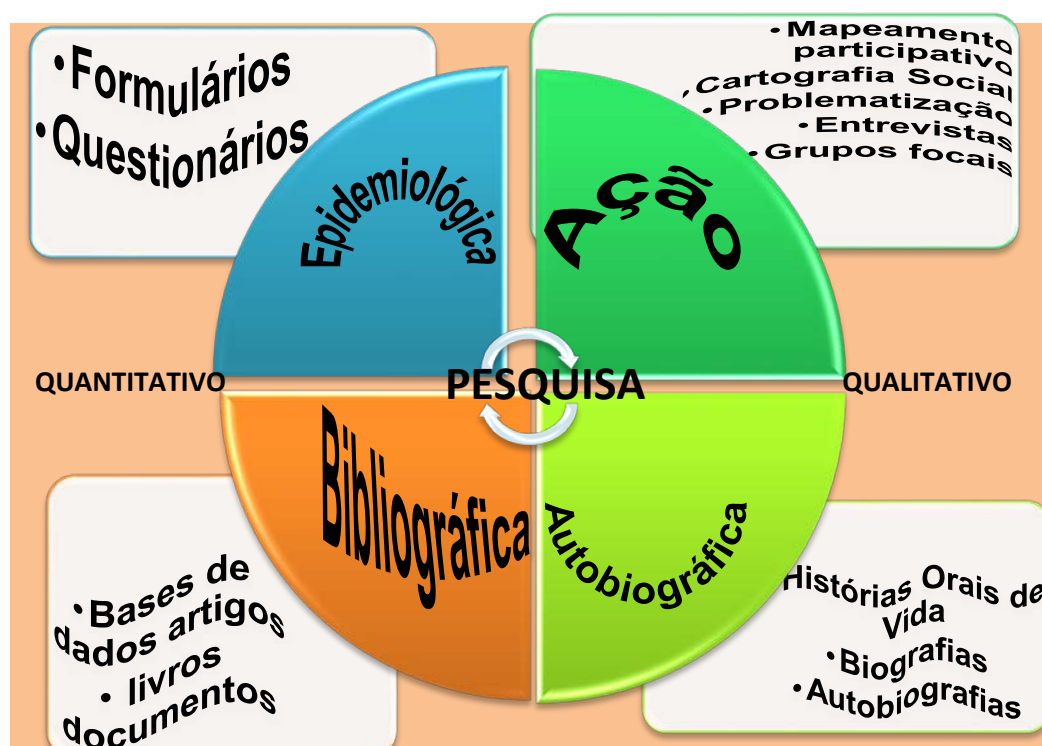 • Formulários
• Questionários
• Mapeamento
participativo
• Cartografia Social
• Problematização
• Entrevistas
• Grupos focais
Epidemiológica
Ação
QUANTITATIVO
PESQUISA
QUALITATIVO
Bibliográfica
Autobiográfica
• Bases de
dados artigos
• livros
documentos
Histórias Orais de
Vida
• Biografias
• Autobiografias